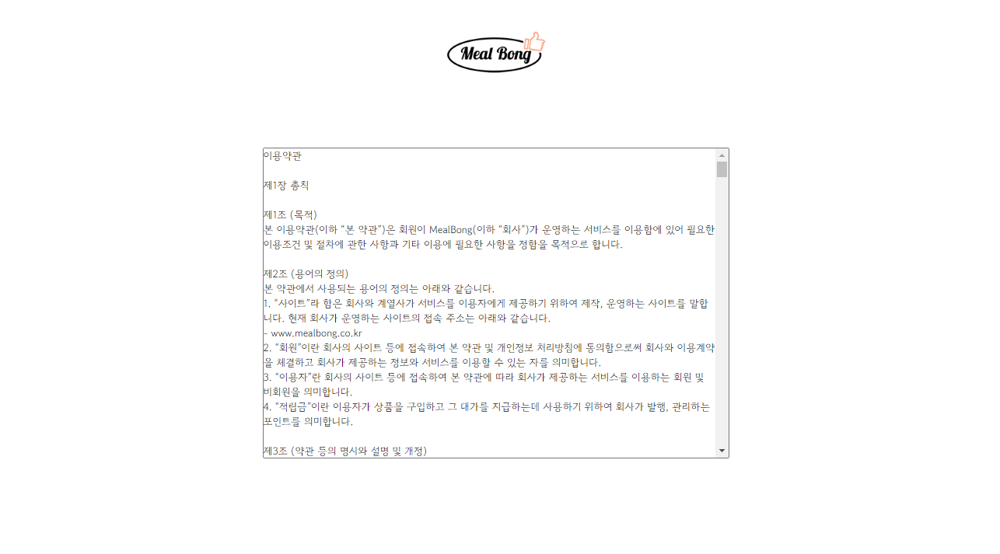 Meal Bong
이용약관
제1장 총칙
제1조 (목적)
본 이용약관(이하 “본 약관”)은 회원이 MealBong(이하 “회사”)가 운영하는 서비스를 이용함에 있어 필요한
이용조건 및 절차에 관한 사항과 기타 이용에 필요한 사항을 정함을 목적으로 합니다.
제2조 (용어의 정의)
본 약관에서 사용되는 용어의 정의는 아래와 같습니다.
1. “사이트”라 함은 회사와 계열사가 서비스를 이용자에게 제공하기 위하여 제작, 운영하는 사이트를 말합
니다. 현재 회사가 운영하는 사이트의 접속 주소는 아래와 같습니다.
- www.mealbong.co.kr
2. “회원”이란 회사의 사이트 등에 접속하여 본 약관 및 개인정보 처리방침에 동의함으로써 회사와 이용계약
을 체결하고 회사가 제공하는 정보와 서비스를 이용할 수 있는 자를 의미합니다.
3. “이용자”란 회사의 사이트 등에 접속하여 본 약관에 따라 회사가 제공하는 서비스를 이용하는 회원 및
비회원을 의미합니다.
4. “적립금”이란 이용자가 상품을 구입하고 그 대가를 지급하는데 사용하기 위하여 회사가 발행, 관리하는
포인트를 의미합니다.
제3조 (약관 등의 명시와 설명 및 개정)